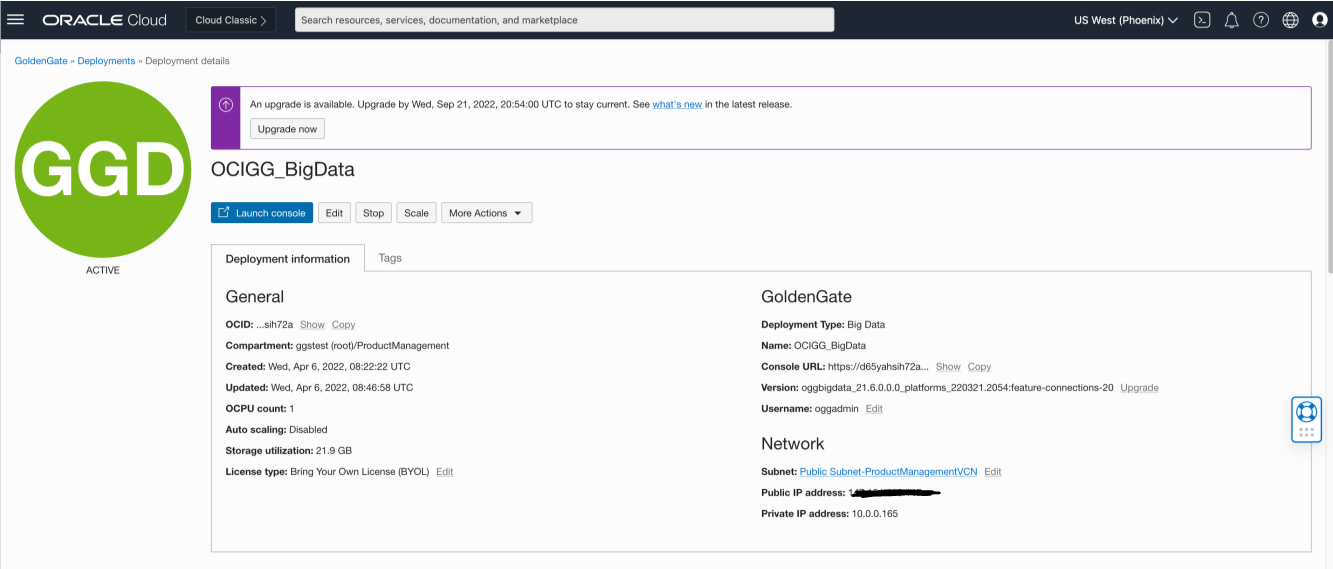 ORACLE Cloud
Cloud Classic >
Search resources, services, documentation, and marketplace
US West (Phoenix)
GoldenGate » Deployments » Deployment details
GGD
ACTIVE
An upgrade is available. Upgrade by Wed, Sep 21, 2022, 20:54:00 UTC to stay current. See what's new in the latest release.
Upgrade now
OCIGG_BigData
Launch console
Edit
Stop
Scale
More Actions
Deployment information
Tags
General
OCID: ...sih72a Show Copy
Compartment: ggstest (root)/ProductManagement
Created: Wed, Apr 6, 2022, 08:22:22 UTC
Updated: Wed, Apr 6, 2022, 08:46:58 UTC
OCPU count: 1
Auto scaling: Disabled
Storage utilization: 21.9 GB
License type: Bring Your Own License (BYOL) Edit
GoldenGate
Deployment Type: Big Data
Name: OCIGG_BigData
Console URL: https://d65yahsih72a... Show Copy
Version: oggbigdata_21.6.0.0.0_platforms_220321.2054:feature-connections-20 Upgrade
Username: oggadmin Edit
Network
Subnet: Public Subnet-ProductManagementVCN Edit
Public IP address:
Private IP address: 10.0.0.165